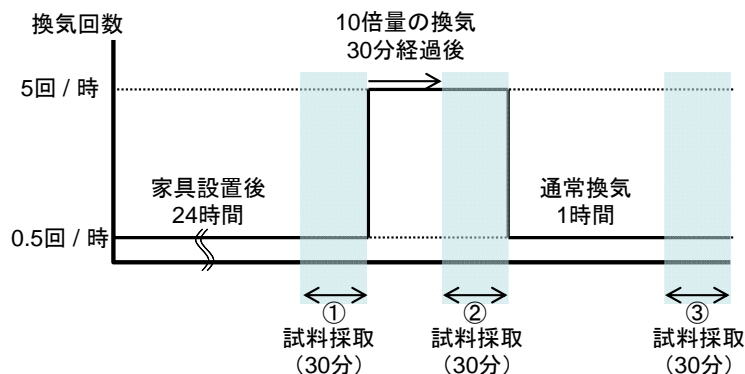 換気回数
10倍量の換気
30分経過後
5回 / 時
家具設置後
24時間
通常換気
1時間
0.5回 / 時
①
試料採取
（30分）
②
試料採取
（30分）
③
試料採取
（30分）